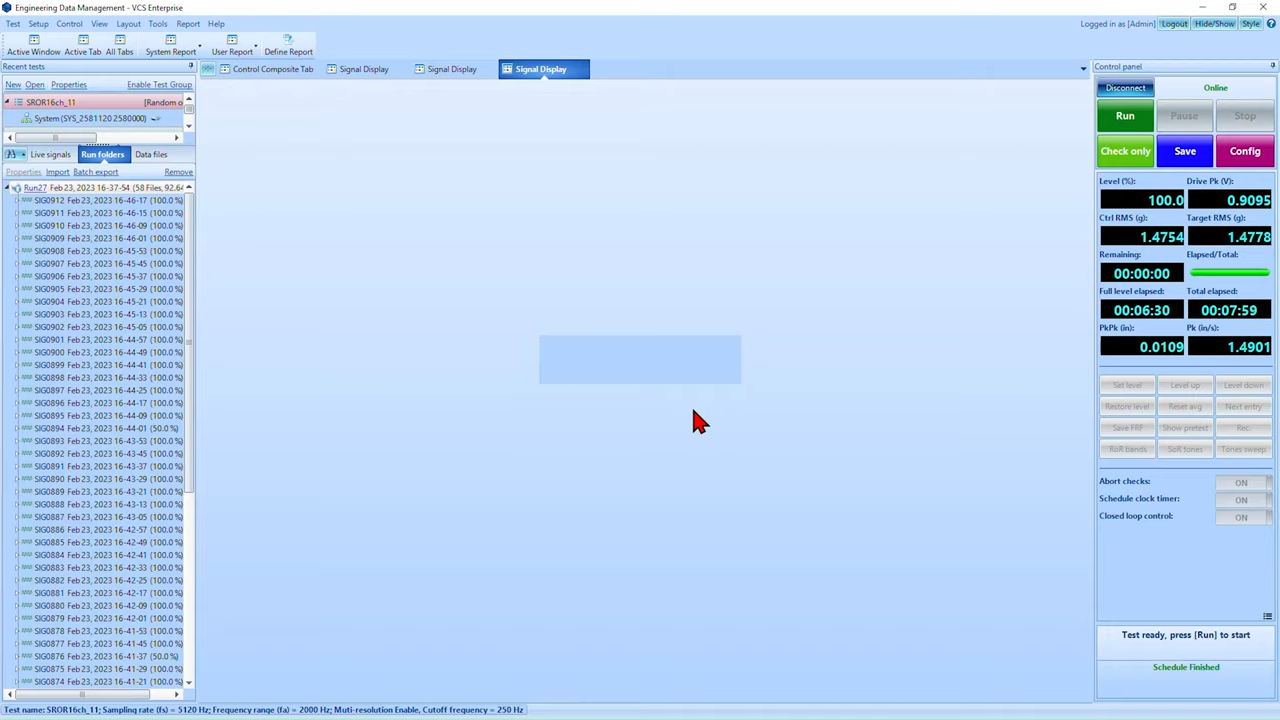 Engineering Data Management - VCS Enterprise
Test Setup Control View Layout Tools Report Help
Logged in as [Admin] Logout Hide/Show Style
Active Window Active Tab All Tabs System Report User Report Define Report
Recent tests
New Open Properties Enable Test Group
SROR16ch_11 [Random o
System (SYS_2581120 2580000)
Live signals Run folders Data files
Properties Import Batch export Remove
Run27 Feb 23, 2023 16-37-54 (58 Files, 92.64
SIG0912 Feb 23, 2023 16-46-17 (100.0 %)
SIG0911 Feb 23, 2023 16-46-15 (100.0 %)
SIG0910 Feb 23, 2023 16-46-09 (100.0 %)
SIG0909 Feb 23, 2023 16-46-01 (100.0 %)
SIG0908 Feb 23, 2023 16-45-53 (100.0 %)
SIG0907 Feb 23, 2023 16-45-45 (100.0 %)
SIG0906 Feb 23, 2023 16-45-37 (100.0 %)
SIG0905 Feb 23, 2023 16-45-29 (100.0 %)
SIG0904 Feb 23, 2023 16-45-21 (100.0 %)
SIG0903 Feb 23, 2023 16-45-13 (100.0 %)
SIG0902 Feb 23, 2023 16-45-05 (100.0 %)
SIG0901 Feb 23, 2023 16-44-57 (100.0 %)
SIG0900 Feb 23, 2023 16-44-49 (100.0 %)
SIG0899 Feb 23, 2023 16-44-41 (100.0 %)
SIG0898 Feb 23, 2023 16-44-33 (100.0 %)
SIG0897 Feb 23, 2023 16-44-25 (100.0 %)
SIG0896 Feb 23, 2023 16-44-17 (100.0 %)
SIG0895 Feb 23, 2023 16-44-09 (100.0 %)
SIG0894 Feb 23, 2023 16-44-01 (50.0 %)
SIG0893 Feb 23, 2023 16-43-53 (100.0 %)
SIG0892 Feb 23, 2023 16-43-45 (100.0 %)
SIG0891 Feb 23, 2023 16-43-37 (100.0 %)
SIG0890 Feb 23, 2023 16-43-29 (100.0 %)
SIG0889 Feb 23, 2023 16-43-21 (100.0 %)
SIG0888 Feb 23, 2023 16-43-13 (100.0 %)
SIG0887 Feb 23, 2023 16-43-05 (100.0 %)
SIG0886 Feb 23, 2023 16-42-57 (100.0 %)
SIG0885 Feb 23, 2023 16-42-49 (100.0 %)
SIG0884 Feb 23, 2023 16-42-41 (100.0 %)
SIG0883 Feb 23, 2023 16-42-33 (100.0 %)
SIG0882 Feb 23, 2023 16-42-25 (100.0 %)
SIG0881 Feb 23, 2023 16-42-17 (100.0 %)
SIG0880 Feb 23, 2023 16-42-09 (100.0 %)
SIG0879 Feb 23, 2023 16-42-01 (100.0 %)
SIG0878 Feb 23, 2023 16-41-53 (100.0 %)
SIG0877 Feb 23, 2023 16-41-45 (100.0 %)
SIG0876 Feb 23, 2023 16-41-37 (50.0 %)
SIG0875 Feb 23, 2023 16-41-29 (100.0 %)
SIG0874 Feb 23, 2023 16-41-21 (100.0 %)
Control Composite Tab Signal Display Signal Display Signal Display
Control panel
Disconnect Online
Run Pause Stop
Check only Save Config
Level (%): Drive Pk (V):
100.0 0.9095
Ctrl RMS (g): Target RMS (g):
1.4754 1.4778
Remaining: Elapsed/Total:
00:00:00
Full level elapsed: Total elapsed:
00:06:30 00:07:59
PkPk (in): Pk (in/s):
0.0109 1.4901
Set level Level up Level down
Restore level Reset avg Next entry
Save FRF Show pretest Rec.
RoR bands SoR tones Tones sweep
Abort checks: ON
Schedule clock timer: ON
Closed loop control: ON
Test ready, press [Run] to start
Schedule Finished
Test name: SROR16ch_11; Sampling rate (fs) = 5120 Hz; Frequency range (fa) = 2000 Hz; Muti-resolution Enable, Cutoff frequency = 250 Hz